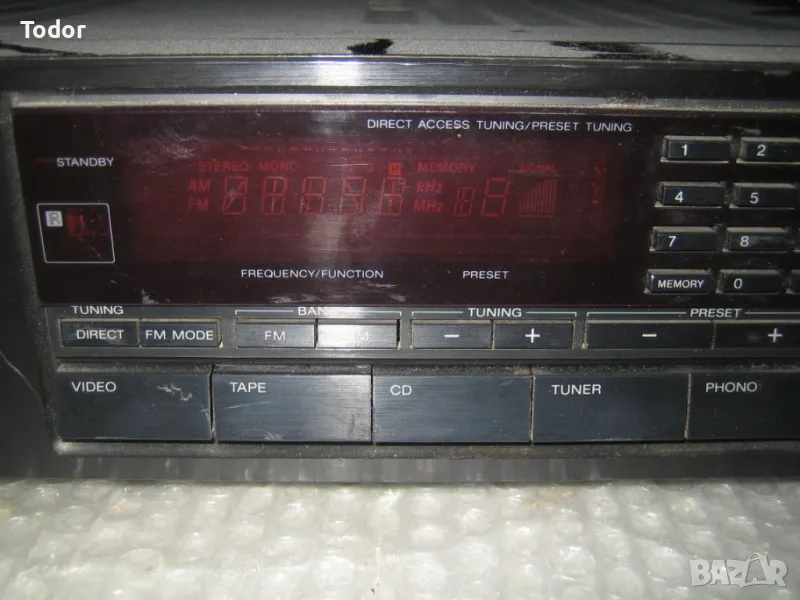 Todor
DIRECT ACCESS TUNING/PRESET TUNING
STANDBY
STEREO MONO MEMORY SIGNAL
AM kHz
FM MHz
R
FREQUENCY/FUNCTION PRESET
1 2
4 5
7 8
MEMORY 0
TUNING BAND TUNING PRESET
DIRECT FM MODE FM − + − +
VIDEO TAPE CD TUNER PHONO
BAZAR